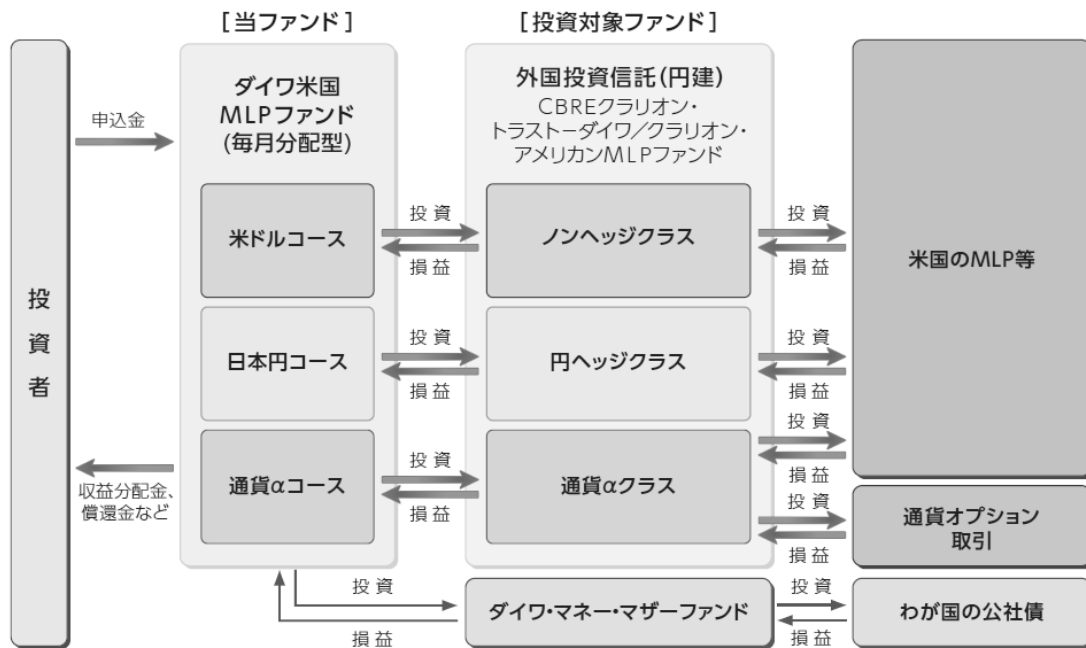 [当ファンド]
[投資対象ファンド]
投資者
申込金
収益分配金、
償還金など
ダイワ米国
MLPファンド
(毎月分配型)
米ドルコース
日本円コース
通貨αコース
投資
損益
投資
損益
投資
損益
外国投資信託(円建)
CBREクラリオン・
トラスト－ダイワ／クラリオン・
アメリカンMLPファンド
ノンヘッジクラス
円ヘッジクラス
通貨αクラス
投資
損益
投資
損益
投資
損益
投資
損益
米国のMLP等
通貨オプション
取引
投資
損益
ダイワ・マネー・マザーファンド
投資
損益
わが国の公社債